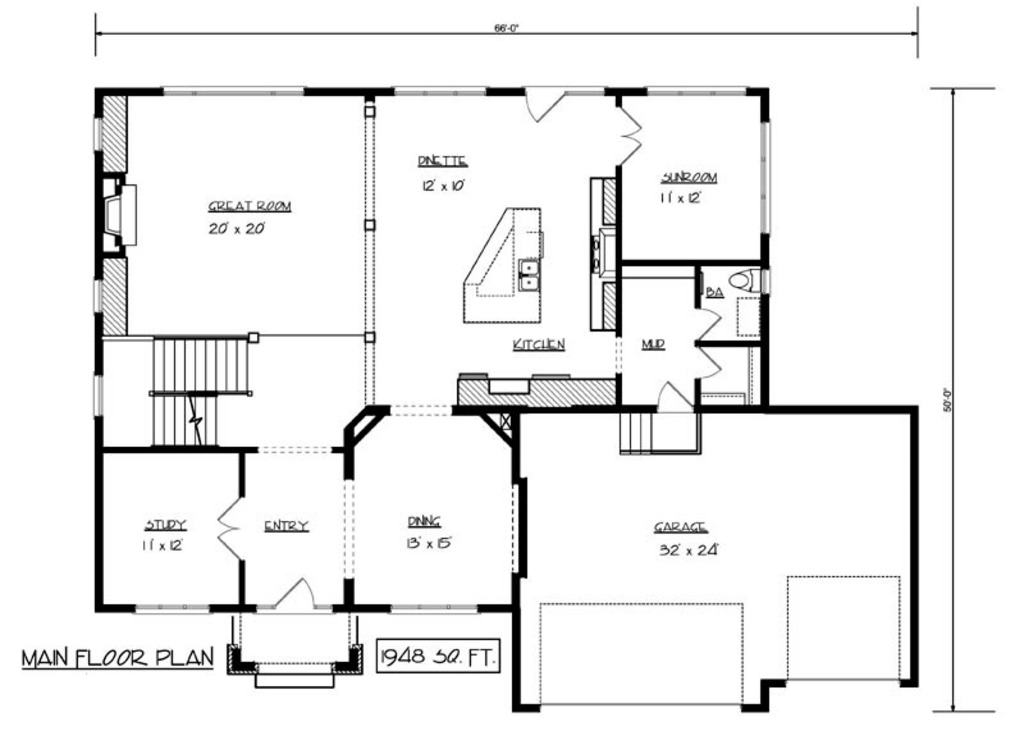 66'-0"
DINETTE
12' x 10'
SUNROOM
11' x 12'
GREAT ROOM
20' x 20'
BA
KITCHEN
MUD
50'-0"
STUDY
11' x 12'
ENTRY
DINING
13' x 15'
GARAGE
32' x 24'
MAIN FLOOR PLAN
1948 SQ. FT.